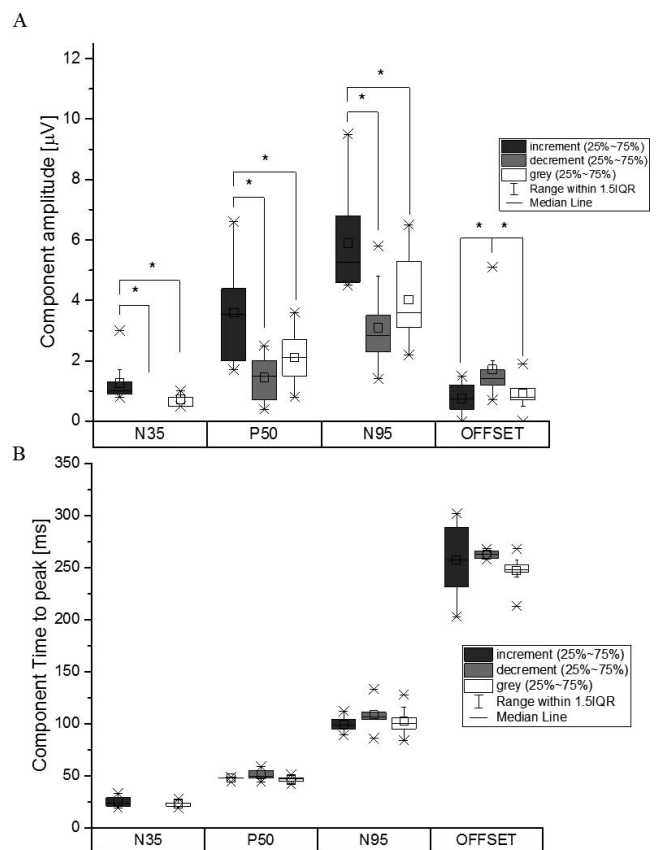 A
Component amplitude [μV]
12
10
8
6
4
2
0
* * * * * * * *
increment (25%~75%)
decrement (25%~75%)
grey (25%~75%)
Range within 1.5IQR
Median Line
N35 P50 N95 OFFSET
B
Component Time to peak [ms]
350
300
250
200
150
100
50
0
increment (25%~75%)
decrement (25%~75%)
grey (25%~75%)
Range within 1.5IQR
Median Line
N35 P50 N95 OFFSET